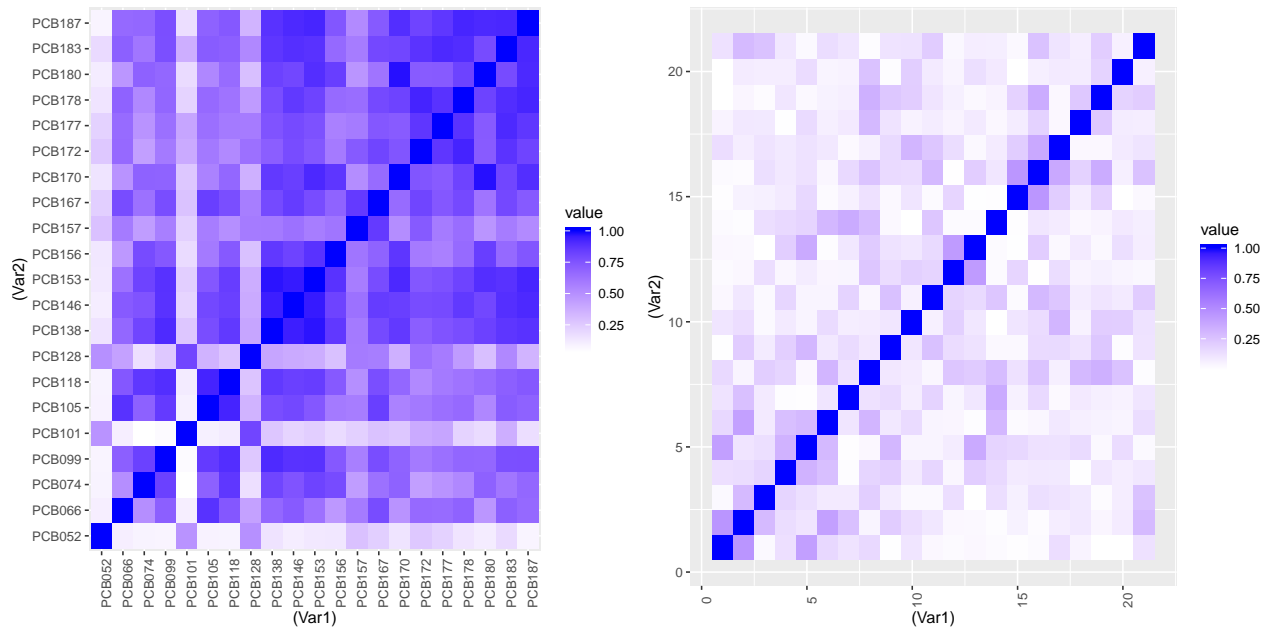 PCB187
PCB183
PCB180
PCB178
PCB177
PCB172
PCB170
PCB167
PCB157
PCB156
PCB153
PCB146
PCB138
PCB128
PCB118
PCB105
PCB101
PCB099
PCB074
PCB066
PCB052
(Var2)
PCB052
PCB066
PCB074
PCB099
PCB101
PCB105
PCB118
PCB128
PCB138
PCB146
PCB153
PCB156
PCB157
PCB167
PCB170
PCB172
PCB177
PCB178
PCB180
PCB183
PCB187
(Var1)
value
1.00
0.75
0.50
0.25
20
15
10
5
0
(Var2)
0
5
10
15
20
(Var1)
value
1.00
0.75
0.50
0.25